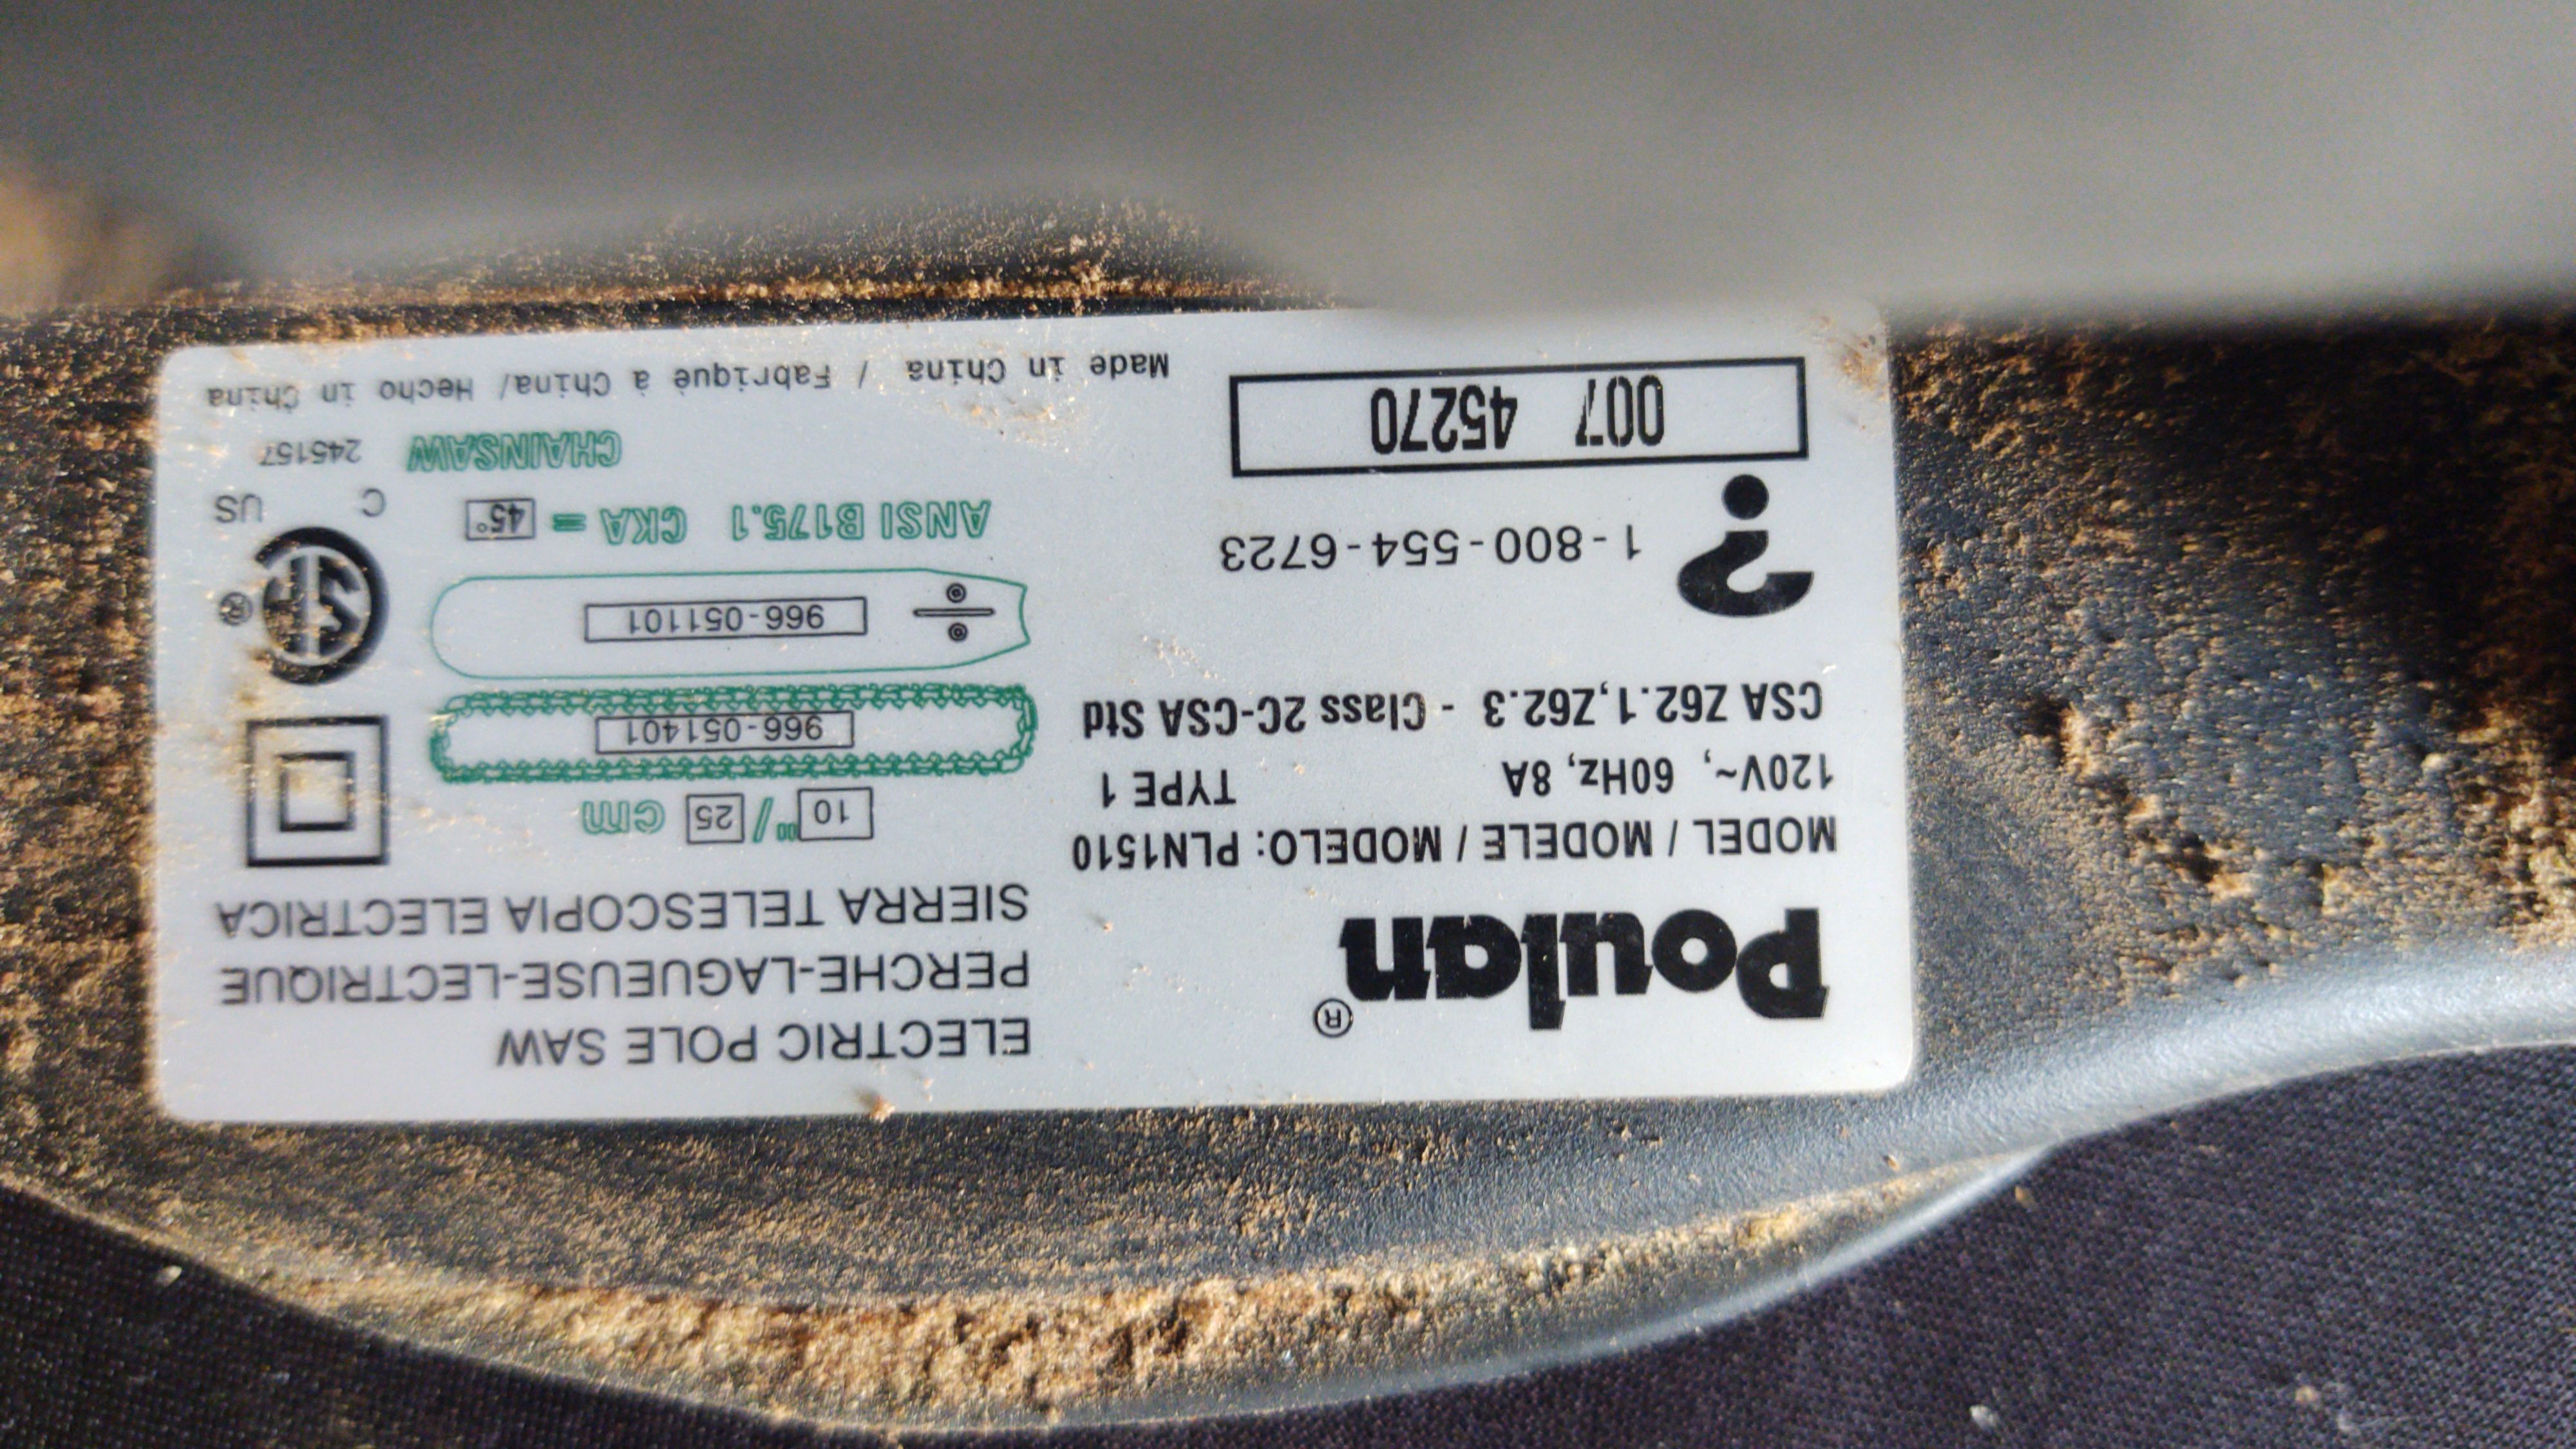 Poulan®
MODEL / MODELE / MODELO: PLN1510
120V~, 60Hz, 8A TYPE 1
CSA Z62.1,Z62.3 - Class 2C-CSA Std
? 1-800-554-6723
007 45270
ELECTRIC POLE SAW
PERCHE-LAGUEUSE-LECTRIQUE
SIERRA TELESCOPIA ELECTRICA
10"/25 cm
966-051401
966-051101
ANSI B175.1 CKA = 45°
CHAINSAW
SA ®
C US
245157
Made in China / Fabriqué à China/ Hecho in China